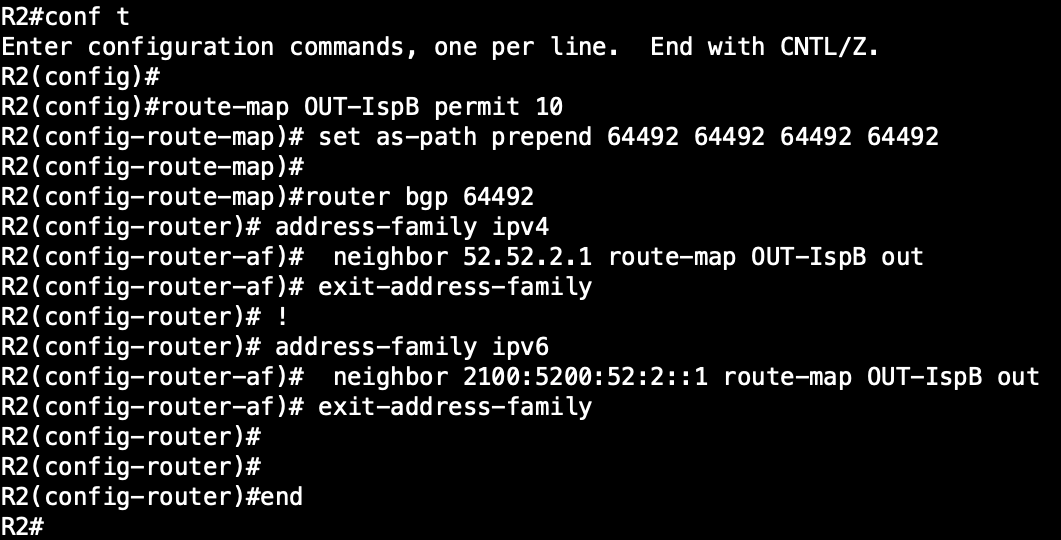 R2#conf t
Enter configuration commands, one per line.  End with CNTL/Z.
R2(config)#
R2(config)#route-map OUT-IspB permit 10
R2(config-route-map)# set as-path prepend 64492 64492 64492 64492
R2(config-route-map)#
R2(config-route-map)#router bgp 64492
R2(config-router)# address-family ipv4
R2(config-router-af)#  neighbor 52.52.2.1 route-map OUT-IspB out
R2(config-router-af)# exit-address-family
R2(config-router)# !
R2(config-router)# address-family ipv6
R2(config-router-af)#  neighbor 2100:5200:52:2::1 route-map OUT-IspB out
R2(config-router-af)# exit-address-family
R2(config-router)#
R2(config-router)#
R2(config-router)#end
R2#